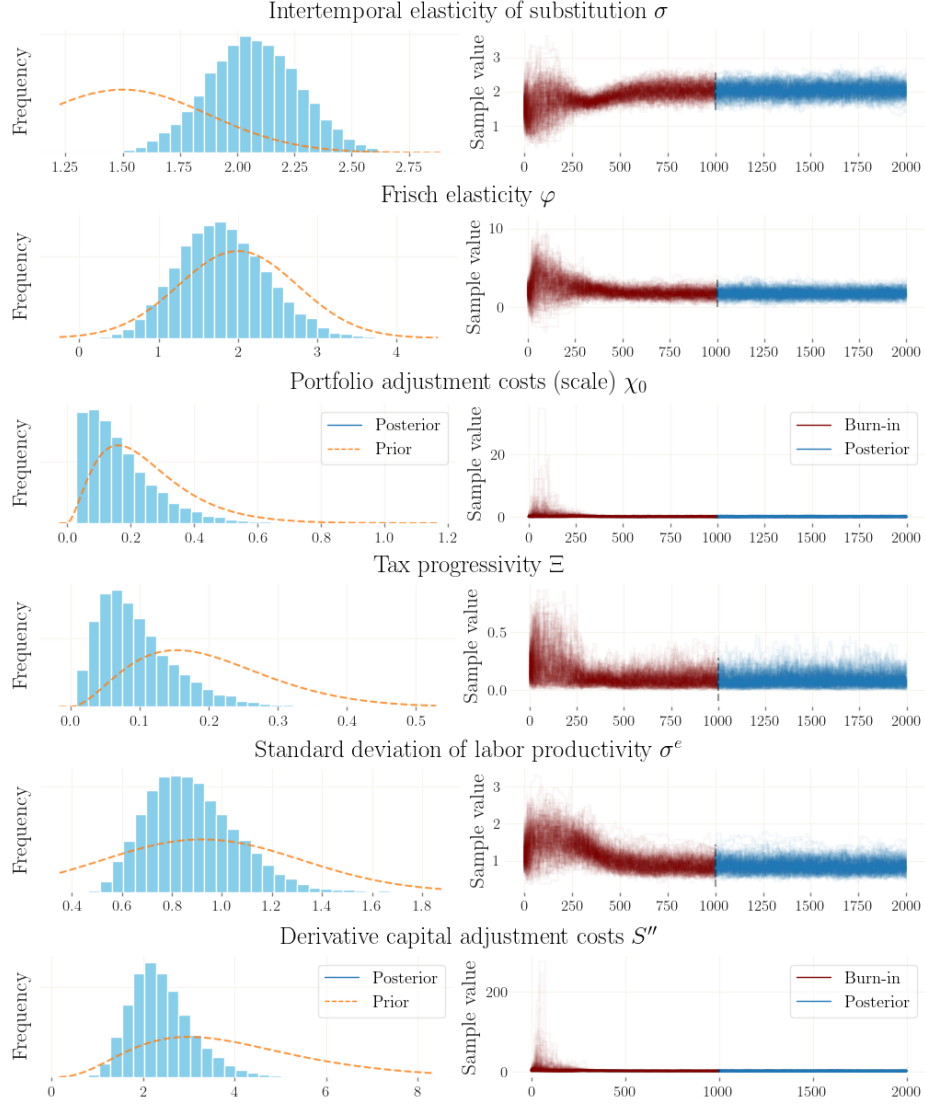 Intertemporal elasticity of substitution σ
Frequency
1.25 1.50 1.75 2.00 2.25 2.50 2.75
Sample value
3
2
1
0 250 500 750 1000 1250 1500 1750 2000
Frisch elasticity φ
Frequency
0 1 2 3 4
Sample value
10
0
0 250 500 750 1000 1250 1500 1750 2000
Portfolio adjustment costs (scale) χ₀
Frequency
Posterior
Prior
0.0 0.2 0.4 0.6 0.8 1.0 1.2
Sample value
20
0
Burn-in
Posterior
0 250 500 750 1000 1250 1500 1750 2000
Tax progressivity Ξ
Frequency
0.0 0.1 0.2 0.3 0.4 0.5
Sample value
0.5
0.0
0 250 500 750 1000 1250 1500 1750 2000
Standard deviation of labor productivity σᵉ
Frequency
0.4 0.6 0.8 1.0 1.2 1.4 1.6 1.8
Sample value
3
2
1
0 250 500 750 1000 1250 1500 1750 2000
Derivative capital adjustment costs S″
Frequency
Posterior
Prior
0 2 4 6 8
Sample value
200
0
Burn-in
Posterior
0 250 500 750 1000 1250 1500 1750 2000